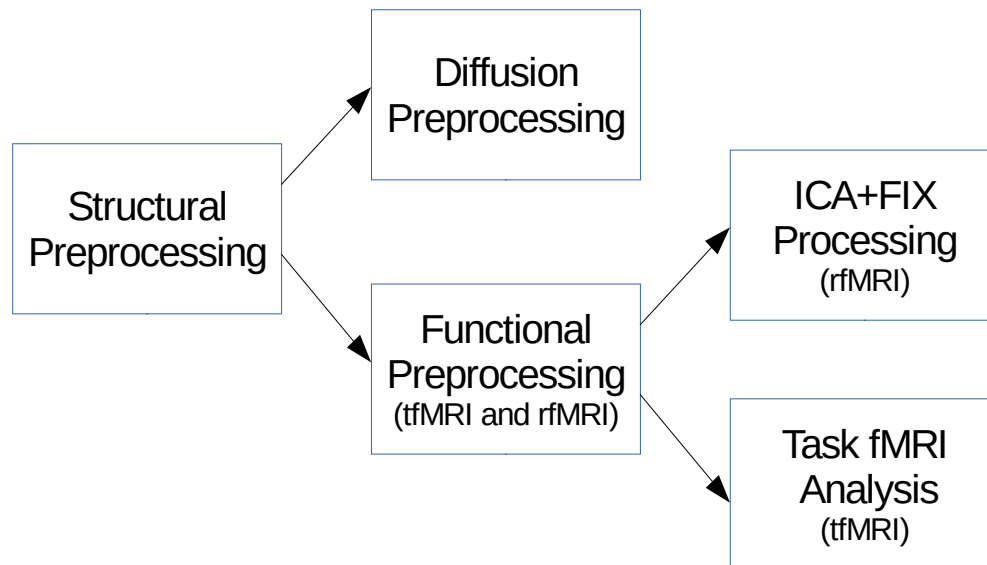 Structural
Preprocessing
Diffusion
Preprocessing
Functional
Preprocessing
(tfMRI and rfMRI)
ICA+FIX
Processing
(rfMRI)
Task fMRI
Analysis
(tfMRI)